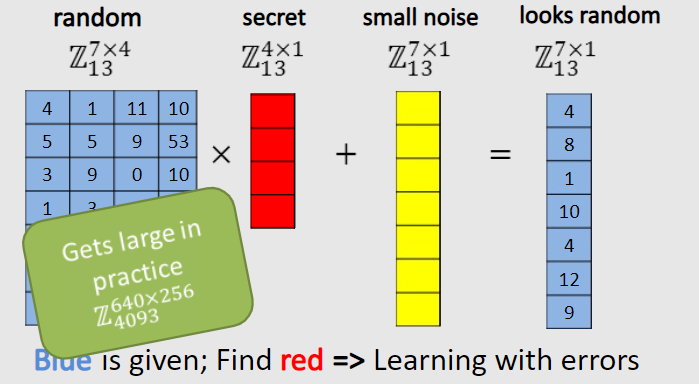 random secret small noise looks random
ℤ₁₃^{7×4} ℤ₁₃^{4×1} ℤ₁₃^{7×1} ℤ₁₃^{7×1}
4 1 11 10 4
5 5 9 53 8
× + =
3 9 0 10 1
1 10
4
12
9
Gets large in
practice
ℤ₄₀₉₃^{640×256}
Blue is given; Find red => Learning with errors